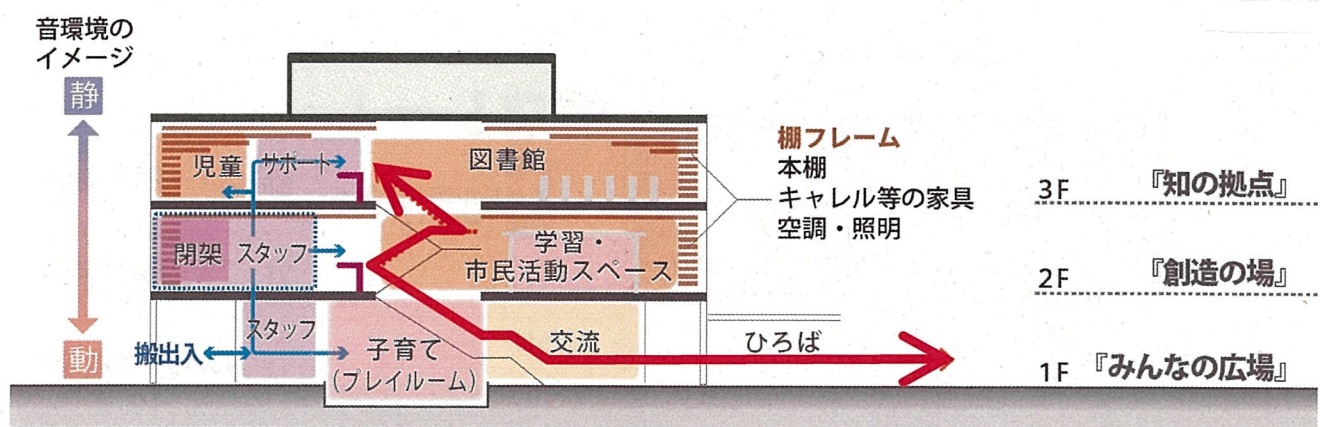 音環境の
イメージ
静
動
児童
サポート
図書館
閉架
スタッフ
学習・
市民活動スペース
スタッフ
搬出入
子育て
(プレイルーム)
交流
ひろば
棚フレーム
本棚
キャレル等の家具
空調・照明
3F 『知の拠点』
2F 『創造の場』
1F 『みんなの広場』